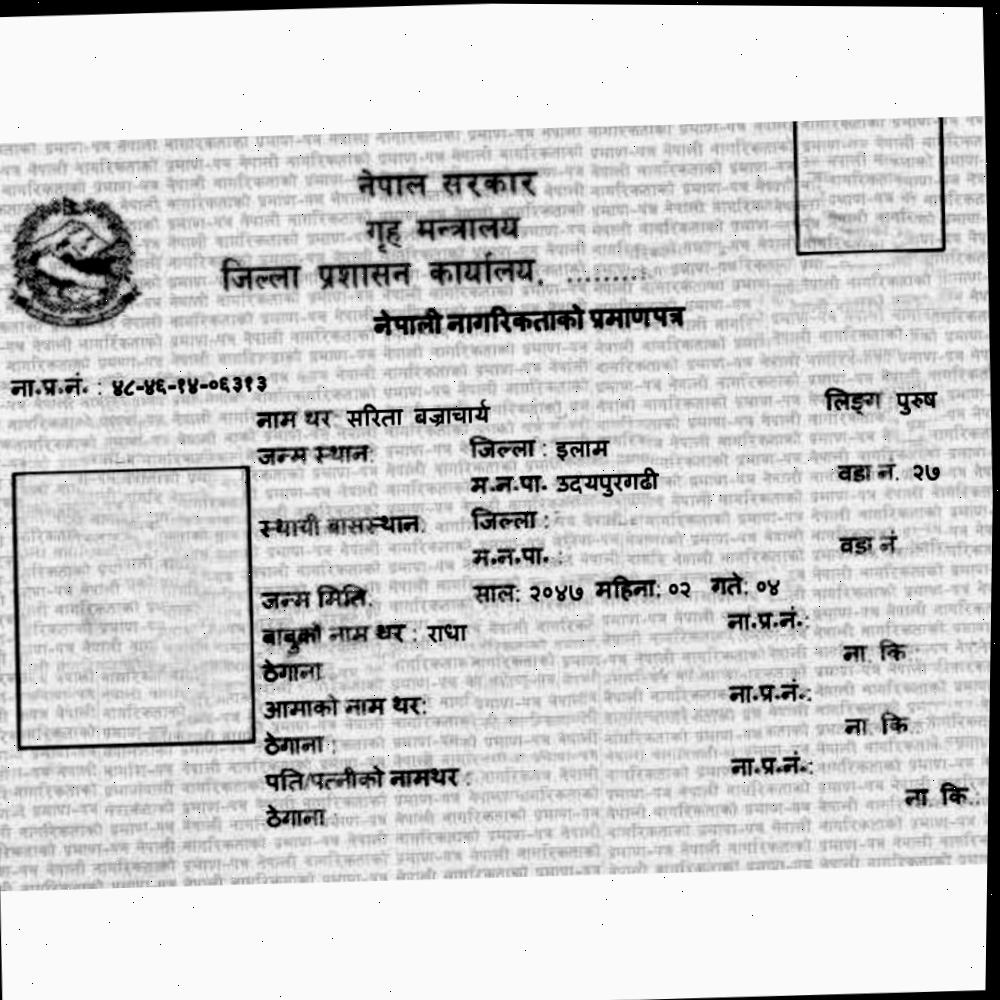 नेपाल सरकार
गृह मन्त्रालय
जिल्ला प्रशासन कार्यालय, ..........
नेपाली नागरिकताको प्रमाणपत्र
ना.प्र.नं. : ४८-४६-१४-०६३१३
नाम थर सरिता बज्राचार्य लिङ्ग पुरुष
जन्म स्थान: जिल्ला : इलाम
म.न.पा. उदयपुरगढी वडा नं. २७
स्थायी बासस्थान: जिल्ला :
म.न.पा. : वडा नं
जन्म मिति: साल: २०४७ महिना: ०२ गते: ०४
बाबुको नाम थर : राधा ना.प्र.नं.:
ठेगाना ना. कि.:
आमाको नाम थर: ना.प्र.नं.:
ठेगाना : ना. कि.:
पति/पत्नीको नामथर : ना.प्र.नं.:
ठेगाना ना. कि.: